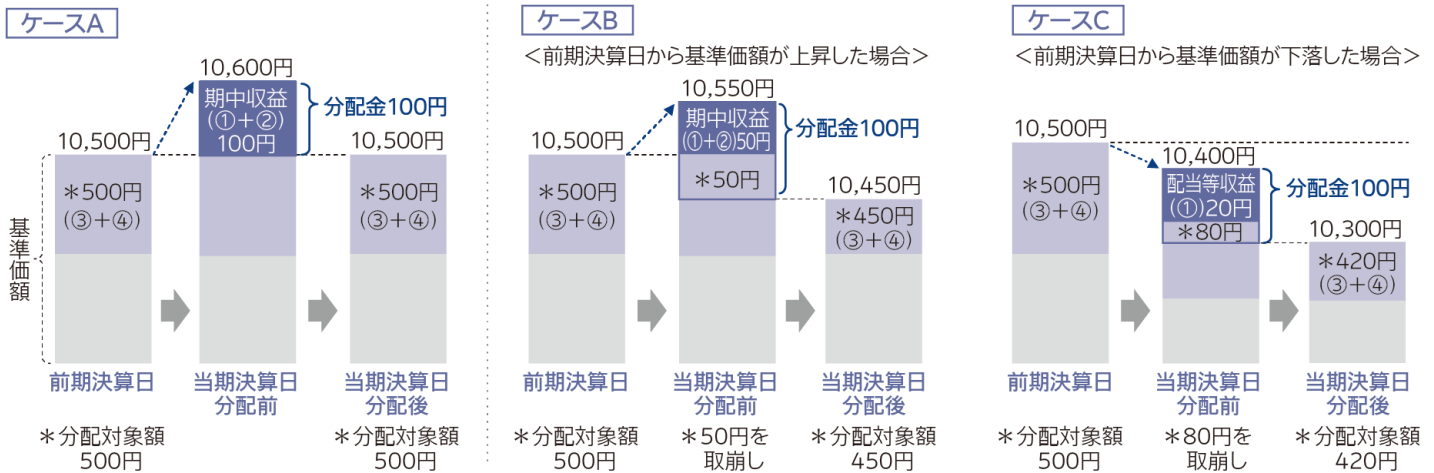 ケースA
10,600円
期中収益
(①+②)
100円
分配金100円
10,500円
10,500円
＊500円
(③+④)
＊500円
(③+④)
基準価額
前期決算日
当期決算日
分配前
当期決算日
分配後
＊分配対象額
500円
＊分配対象額
500円
ケースB
＜前期決算日から基準価額が上昇した場合＞
10,550円
期中収益
(①+②)50円
分配金100円
10,500円
＊50円
10,450円
＊500円
(③+④)
＊450円
(③+④)
前期決算日
当期決算日
分配前
当期決算日
分配後
＊分配対象額
500円
＊50円を
取崩し
＊分配対象額
450円
ケースC
＜前期決算日から基準価額が下落した場合＞
10,500円
10,400円
配当等収益
(①)20円
分配金100円
＊80円
＊500円
(③+④)
10,300円
＊420円
(③+④)
前期決算日
当期決算日
分配前
当期決算日
分配後
＊分配対象額
500円
＊80円を
取崩し
＊分配対象額
420円